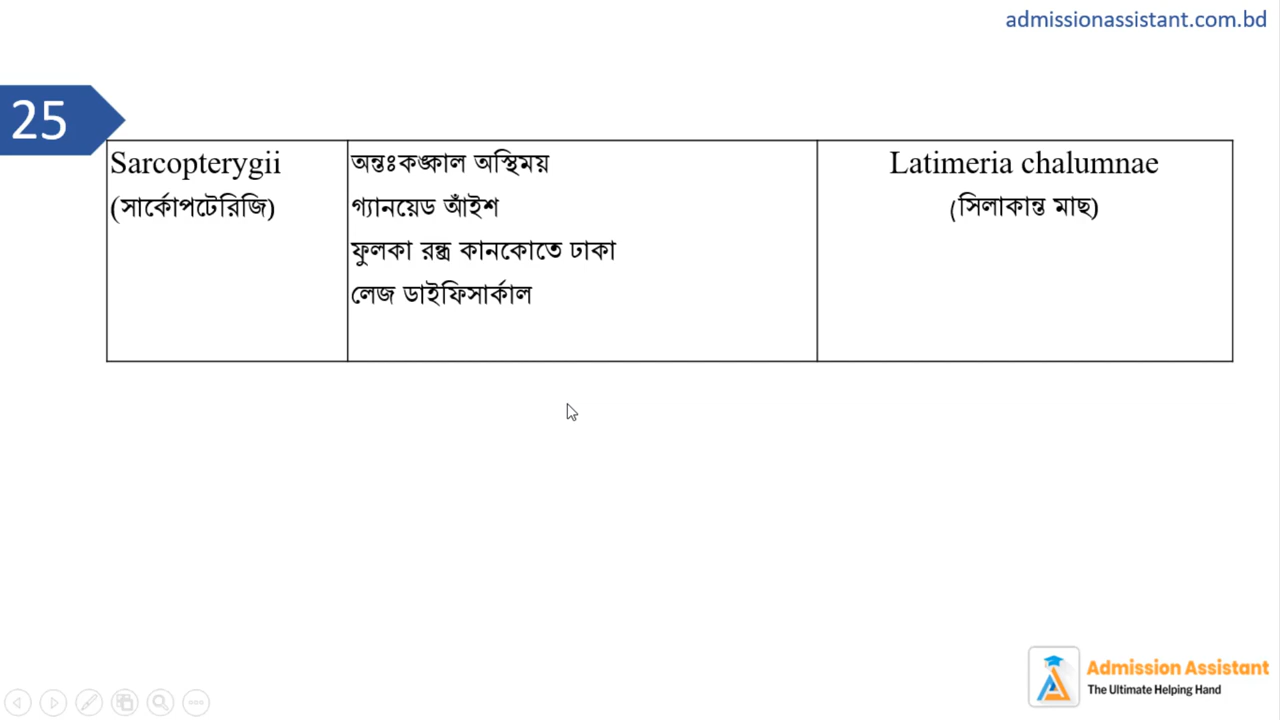 admissionassistant.com.bd
25
Sarcopterygii
(সার্কোপটেরিজি)
অন্তঃকঙ্কাল অস্থিময়
গ্যানয়েড আঁইশ
ফুলকা রন্ধ্র কানকোতে ঢাকা
লেজ ডাইফিসার্কাল
Latimeria chalumnae
(সিলাকান্ত মাছ)
Admission Assistant
The Ultimate Helping Hand